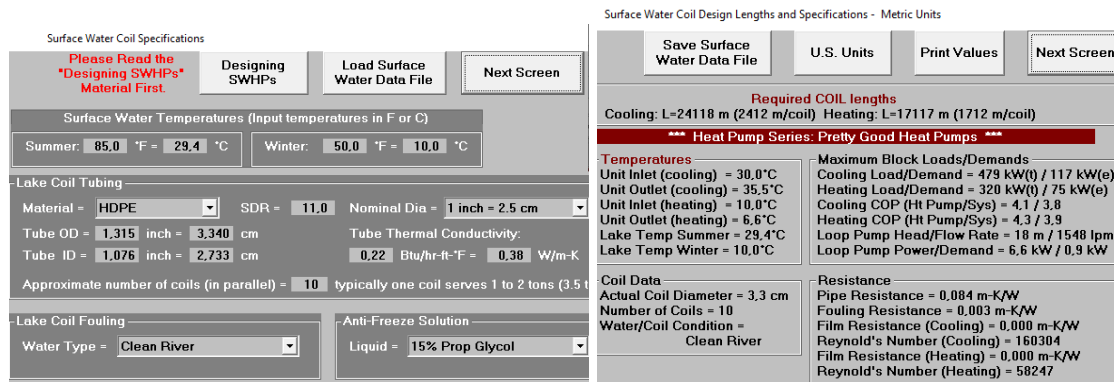 Surface Water Coil Specifications
Please Read the
"Designing SWHPs"
Material First.
Designing
SWHPs
Load Surface
Water Data File
Next Screen
Surface Water Temperatures (Input temperatures in F or C)
Summer: 85,0 °F = 29,4 °C
Winter: 50,0 °F = 10,0 °C
Lake Coil Tubing
Material = HDPE SDR = 11,0 Nominal Dia = 1 inch = 2.5 cm
Tube OD = 1,315 inch = 3,340 cm
Tube Thermal Conductivity:
Tube ID = 1,076 inch = 2,733 cm
0,22 Btu/hr-ft-°F = 0,38 W/m-K
Approximate number of coils (in parallel) = 10 typically one coil serves 1 to 2 tons (3.5 t
Lake Coil Fouling
Water Type = Clean River
Anti-Freeze Solution
Liquid = 15% Prop Glycol
Surface Water Coil Design Lengths and Specifications - Metric Units
Save Surface
Water Data File
U.S. Units
Print Values
Next Screen
Required COIL lengths
Cooling: L=24118 m (2412 m/coil) Heating: L=17117 m (1712 m/coil)
*** Heat Pump Series: Pretty Good Heat Pumps ***
Temperatures
Unit Inlet (cooling) = 30,0°C
Unit Outlet (cooling) = 35,5°C
Unit Inlet (heating) = 10,0°C
Unit Outlet (heating) = 6,6°C
Lake Temp Summer = 29,4°C
Lake Temp Winter = 10,0°C
Maximum Block Loads/Demands
Cooling Load/Demand = 479 kW(t) / 117 kW(e)
Heating Load/Demand = 320 kW(t) / 75 kW(e)
Cooling COP (Ht Pump/Sys) = 4,1 / 3,8
Heating COP (Ht Pump/Sys) = 4,3 / 3,9
Loop Pump Head/Flow Rate = 18 m / 1548 lpm
Loop Pump Power/Demand = 6,6 kW / 0,9 kW
Coil Data
Actual Coil Diameter = 3,3 cm
Number of Coils = 10
Water/Coil Condition =
Clean River
Resistance
Pipe Resistance = 0,084 m-K/W
Fouling Resistance = 0,003 m-K/W
Film Resistance (Cooling) = 0,000 m-K/W
Reynold's Number (Cooling) = 160304
Film Resistance (Heating) = 0,000 m-K/W
Reynold's Number (Heating) = 58247